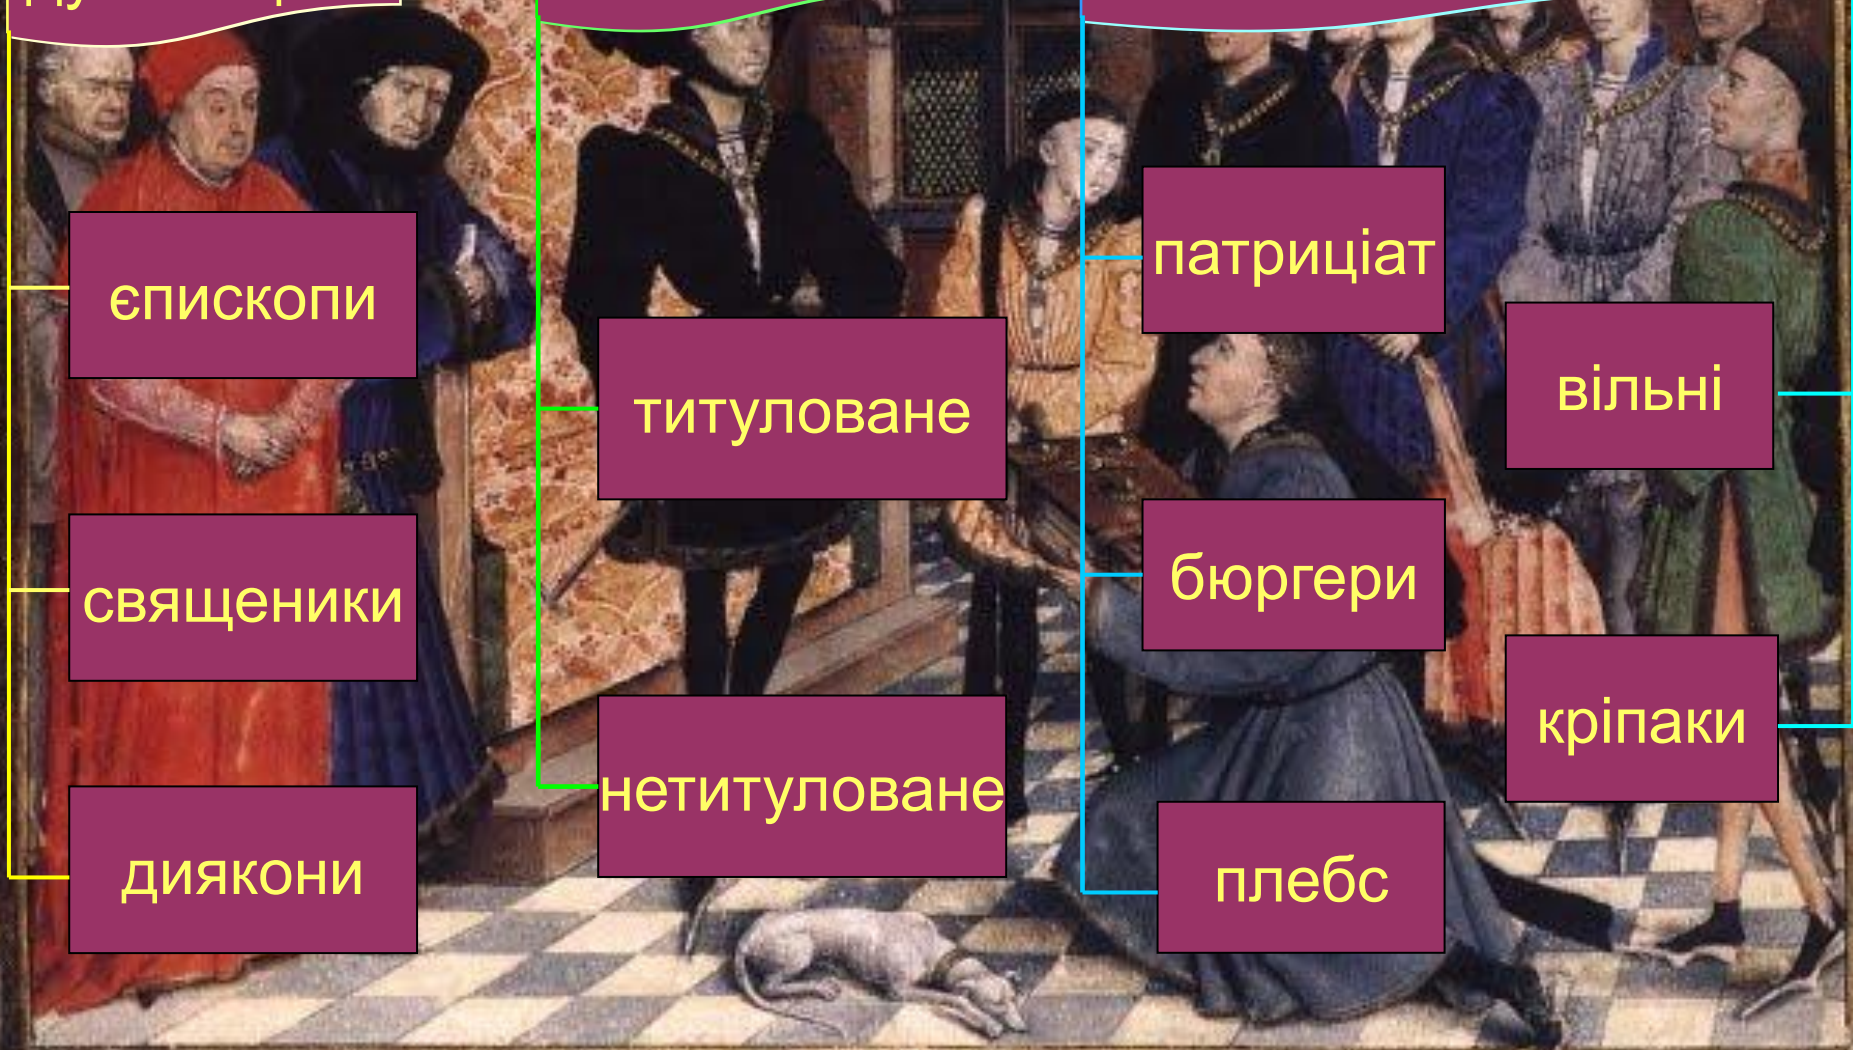 єпископи
священики
диякони
титуловане
нетитуловане
патриціат
бюргери
плебс
вільні
кріпаки